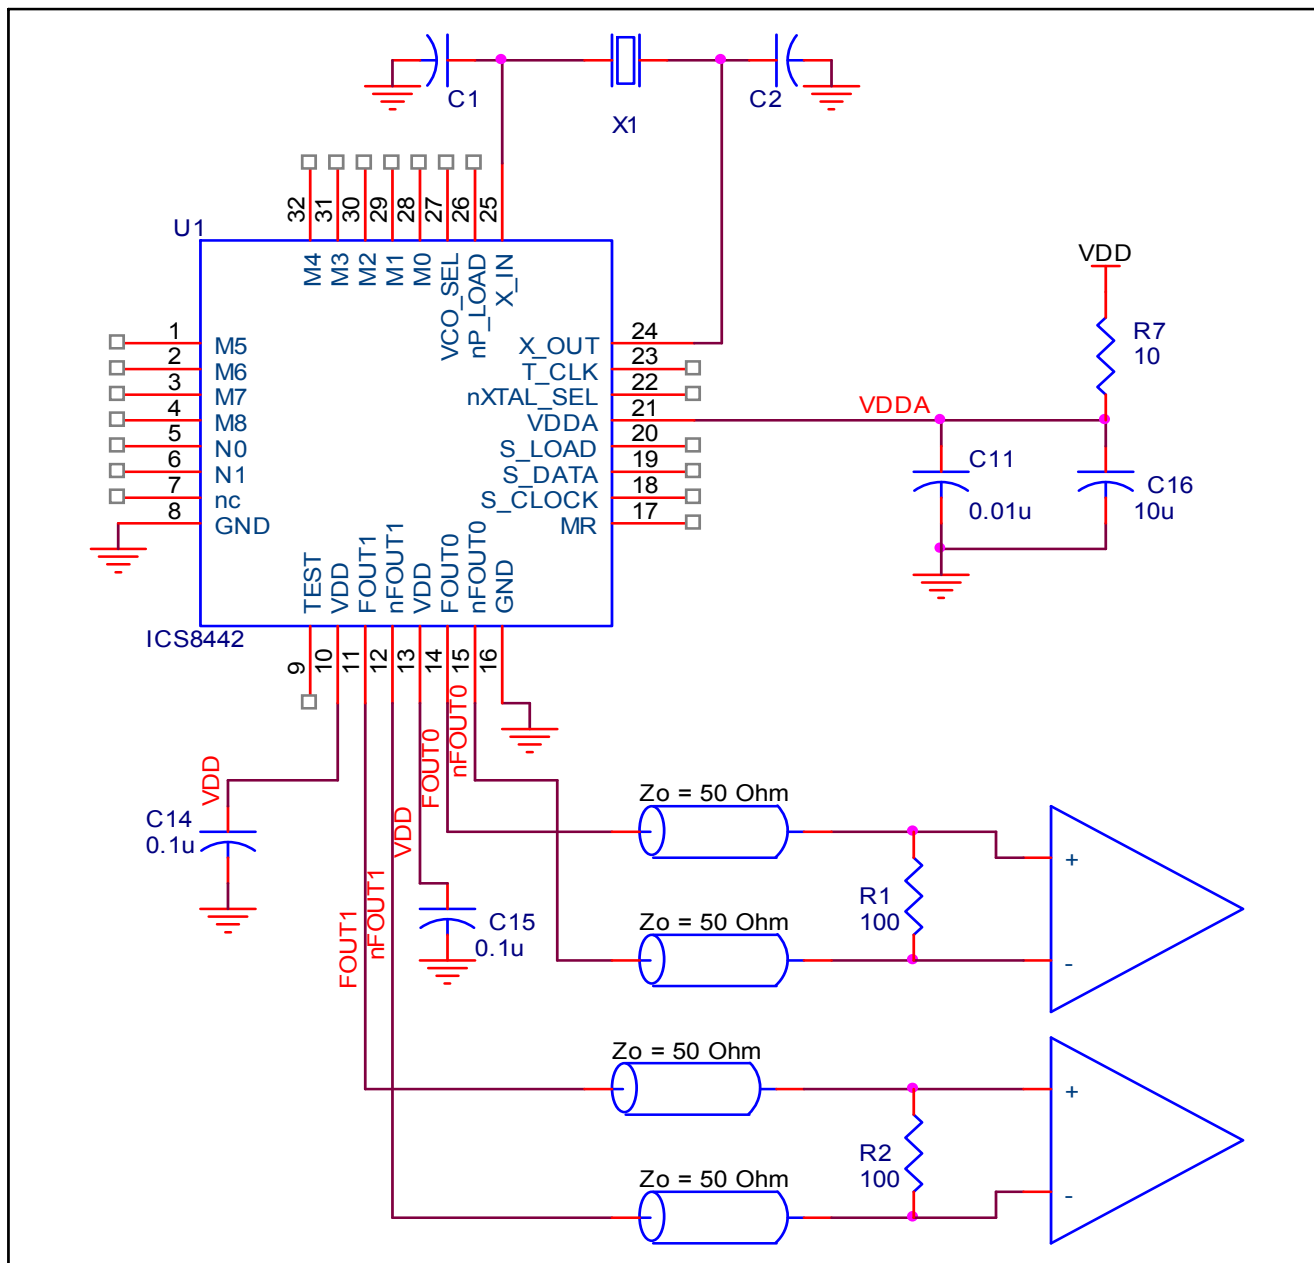 C1
C2
X1
32
31
30
29
28
27
26
25
U1
M4
M3
M2
M1
M0
VCO_SEL
nP_LOAD
X_IN
VDD
R7
10
1
2
3
4
5
6
7
8
M5
M6
M7
M8
N0
N1
nc
GND
X_OUT
T_CLK
nXTAL_SEL
VDDA
S_LOAD
S_DATA
S_CLOCK
MR
24
23
22
21
20
19
18
17
VDDA
C11
0.01u
C16
10u
TEST
VDD
FOUT1
nFOUT1
VDD
FOUT0
nFOUT0
GND
ICS8442
9
10
11
12
13
14
15
16
VDD
C14
0.1u
FOUT1
nFOUT1
VDD
FOUT0
nFOUT0
C15
0.1u
Zo = 50 Ohm
R1
100
+
-
Zo = 50 Ohm
Zo = 50 Ohm
R2
100
+
-
Zo = 50 Ohm